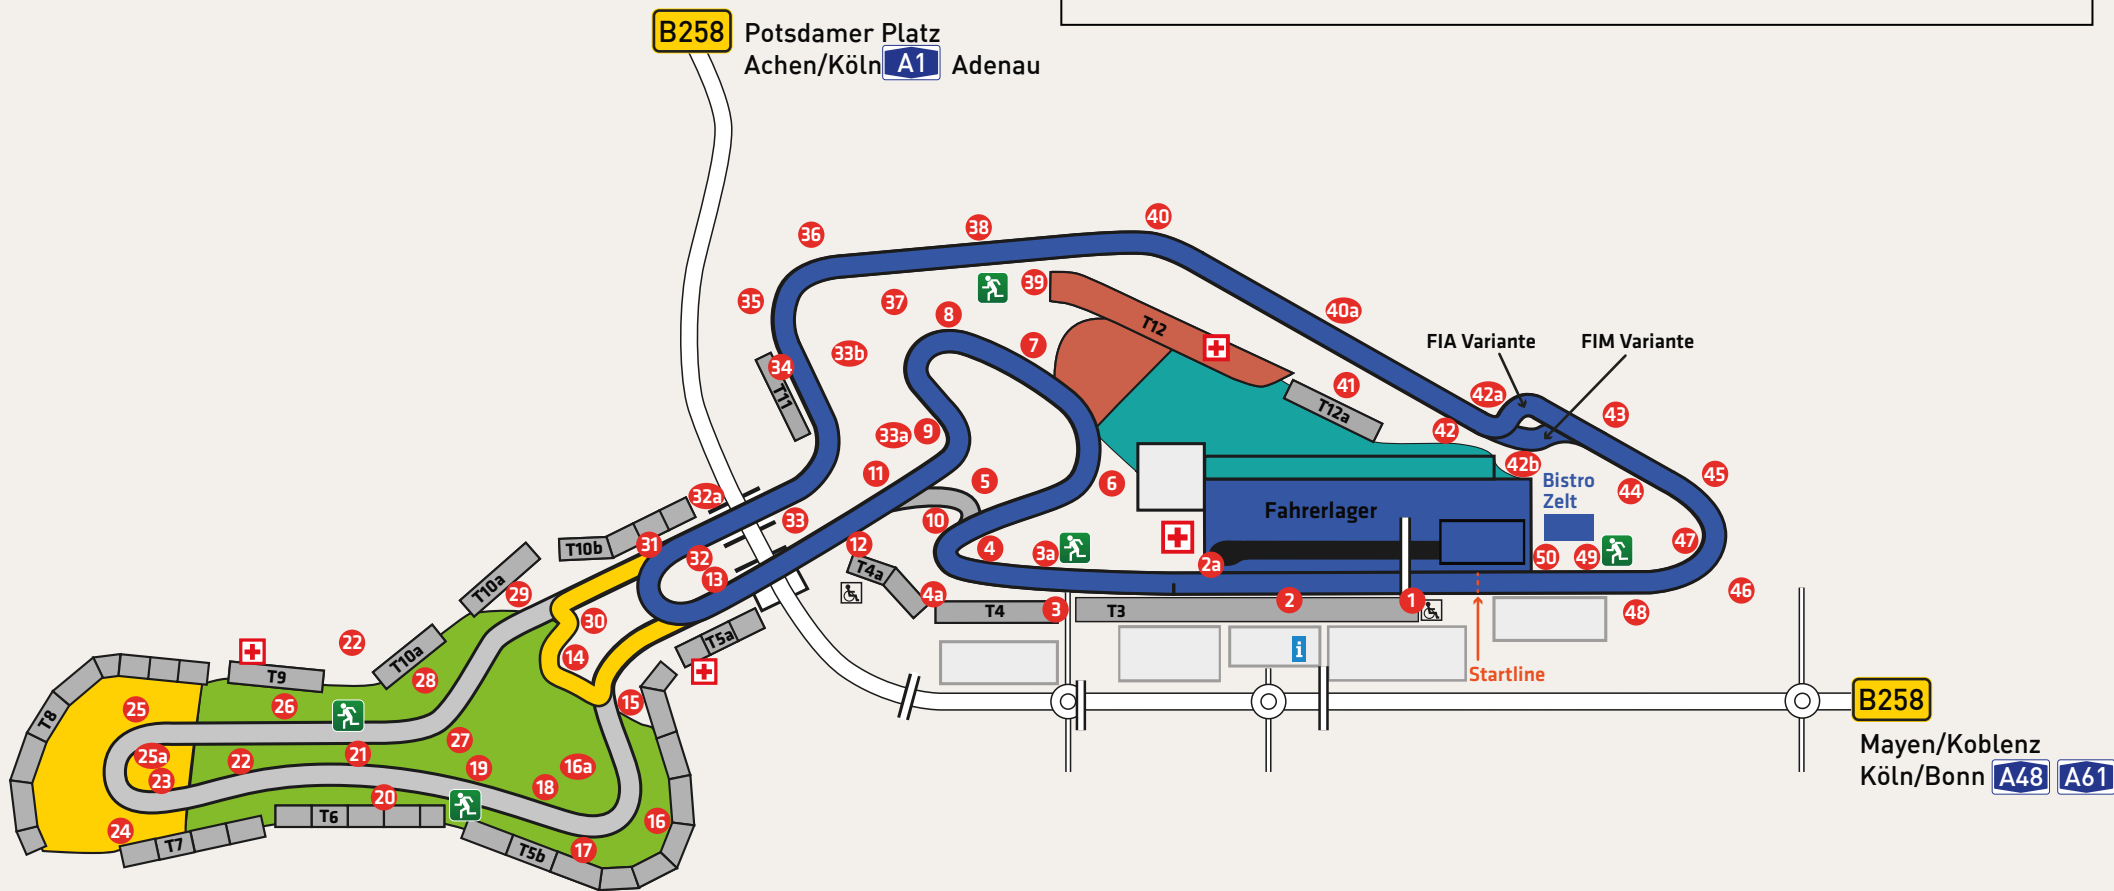 B258 Potsdamer Platz
Achen/Köln A1 Adenau
40
38
36
39
35
37
40a
8
FIA Variante FIM Variante
T12
7
33b
34
41
42a
T11
T12a
43
33a 9
42
42b
11
5
6
45
Bistro
Zelt
44
32a
Fahrerlager
33
10
T10b
31
12
4
3a
47
32
2a
50
49
13
T4a
T10a
29
4a
46
T4
3
T3
2
1
48
30
T5a
22
14
T10a
i
28
Startline
T9
15
B258
26
25
T8
27
Mayen/Koblenz
25a
22
21
19
16a
Köln/Bonn A48 A61
23
18
20
T6
24
16
T7
T5b
17